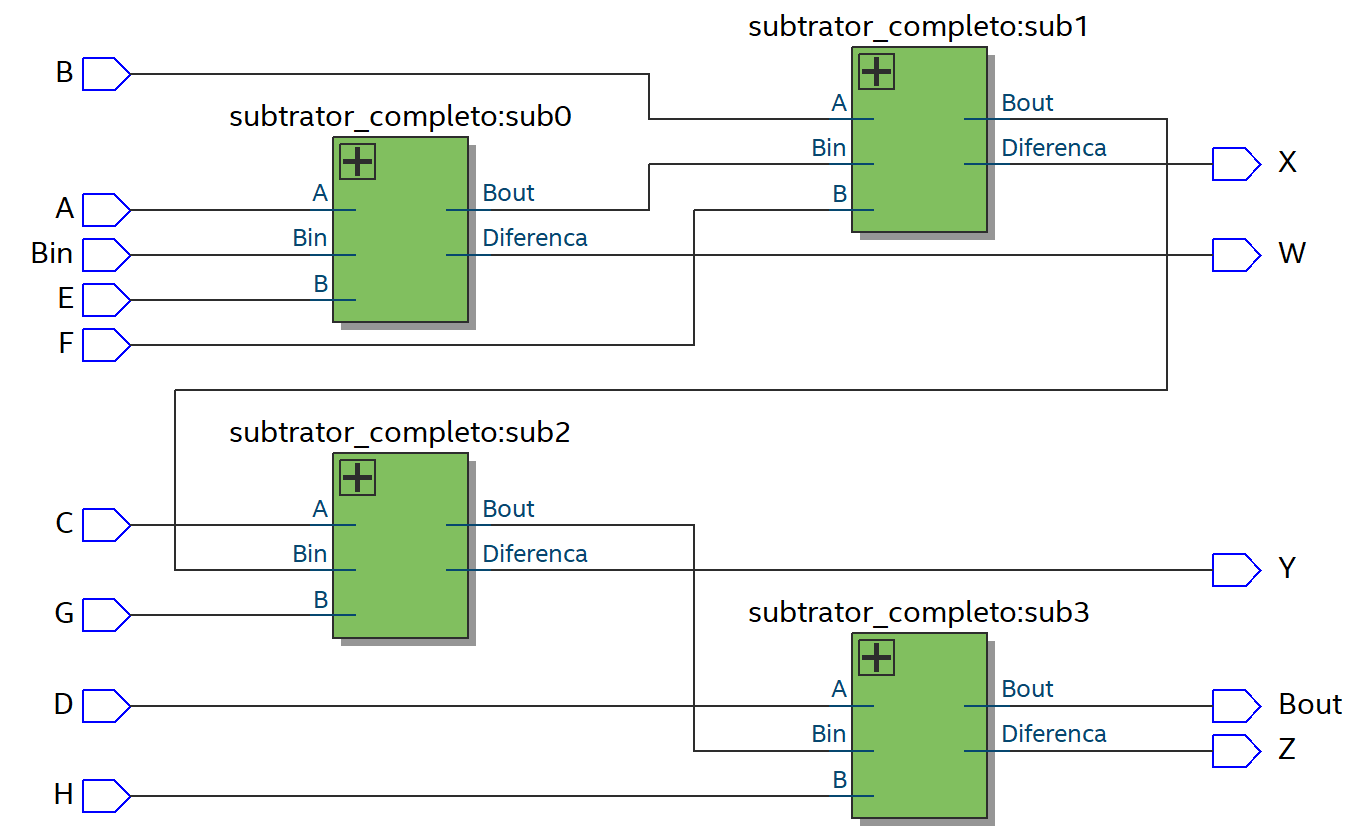 subtrator_completo:sub1
B
A Bout
subtrator_completo:sub0
Bin Diferenca X
B
A A Bout
Bin Bin Diferenca W
E B
F
subtrator_completo:sub2
C A Bout
Bin Diferenca Y
G B
subtrator_completo:sub3
D A Bout Bout
Bin Diferenca Z
H B